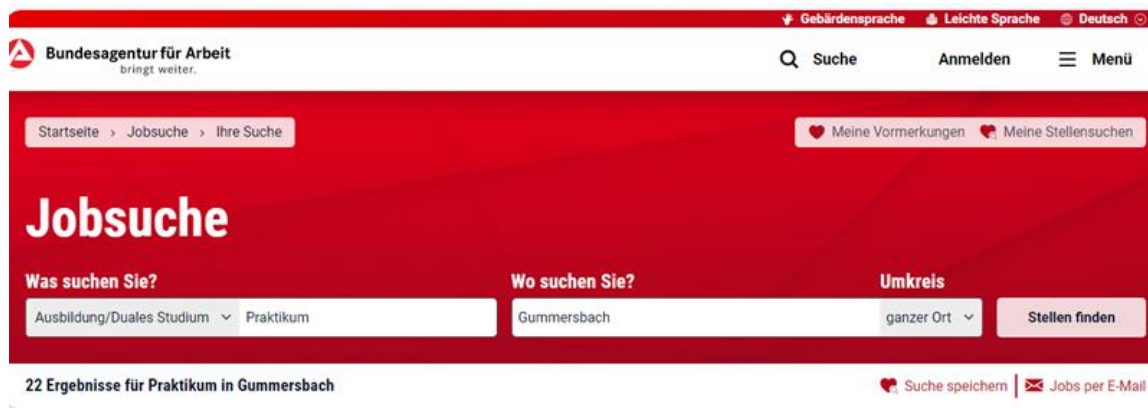 Gebärdensprache Leichte Sprache Deutsch
Bundesagentur für Arbeit
bringt weiter.
Suche Anmelden Menü
Startseite › Jobsuche › Ihre Suche Meine Vormerkungen Meine Stellensuchen
Jobsuche
Was suchen Sie? Wo suchen Sie? Umkreis
Ausbildung/Duales Studium Praktikum Gummersbach ganzer Ort Stellen finden
22 Ergebnisse für Praktikum in Gummersbach Suche speichern Jobs per E-Mail